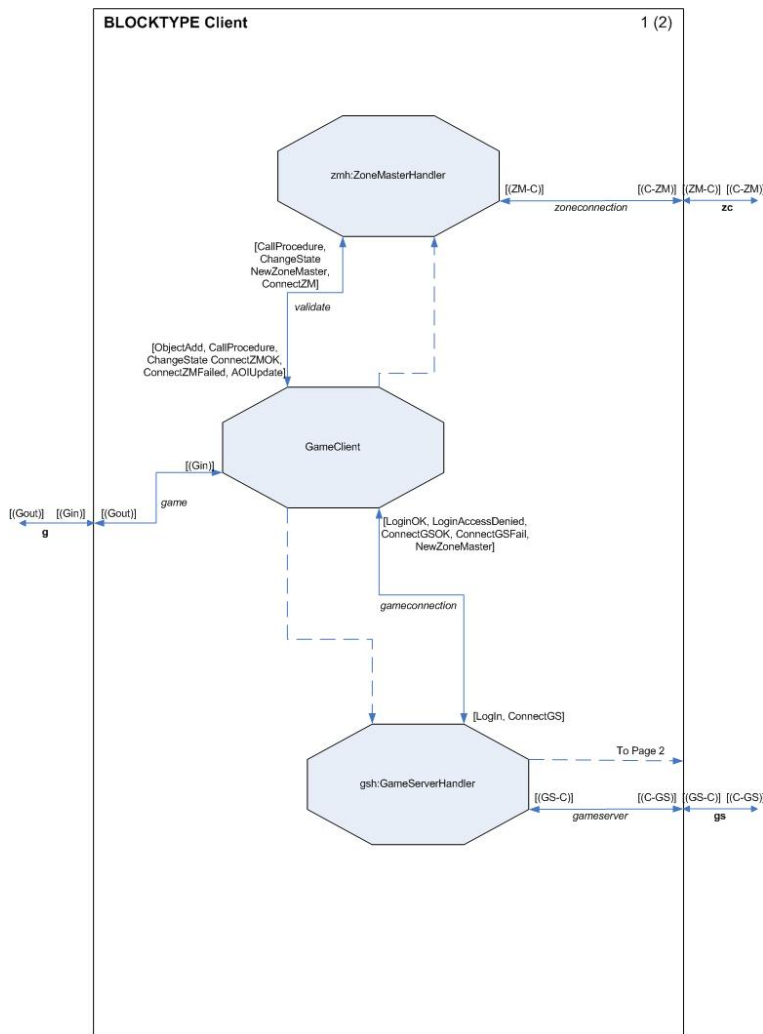 BLOCKTYPE Client
1 (2)
zmh:ZoneMasterHandler
[(ZM-C)]
[(C-ZM)]
[(ZM-C)]
[(C-ZM)]
zoneconnection
zc
[CallProcedure,
ChangeState
NewZoneMaster,
ConnectZM]
validate
[ObjectAdd, CallProcedure,
ChangeState ConnectZMOK,
ConnectZMFailed, AOIUpdate]
GameClient
[(Gin)]
game
[(Gout)]
[(Gin)]
[(Gout)]
g
[LoginOK, LoginAccessDenied,
ConnectGSOK, ConnectGSFail,
NewZoneMaster]
gameconnection
[LogIn, ConnectGS]
To Page 2
gsh:GameServerHandler
[(GS-C)]
[(C-GS)]
[(GS-C)]
[(C-GS)]
gameserver
gs